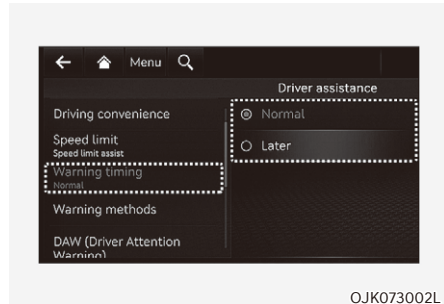 Menu
Driver assistance
Driving convenience
Normal
Speed limit
Speed limit assist
Later
Warning timing
Normal
Warning methods
DAW (Driver Attention
Warning)
OJK073002L